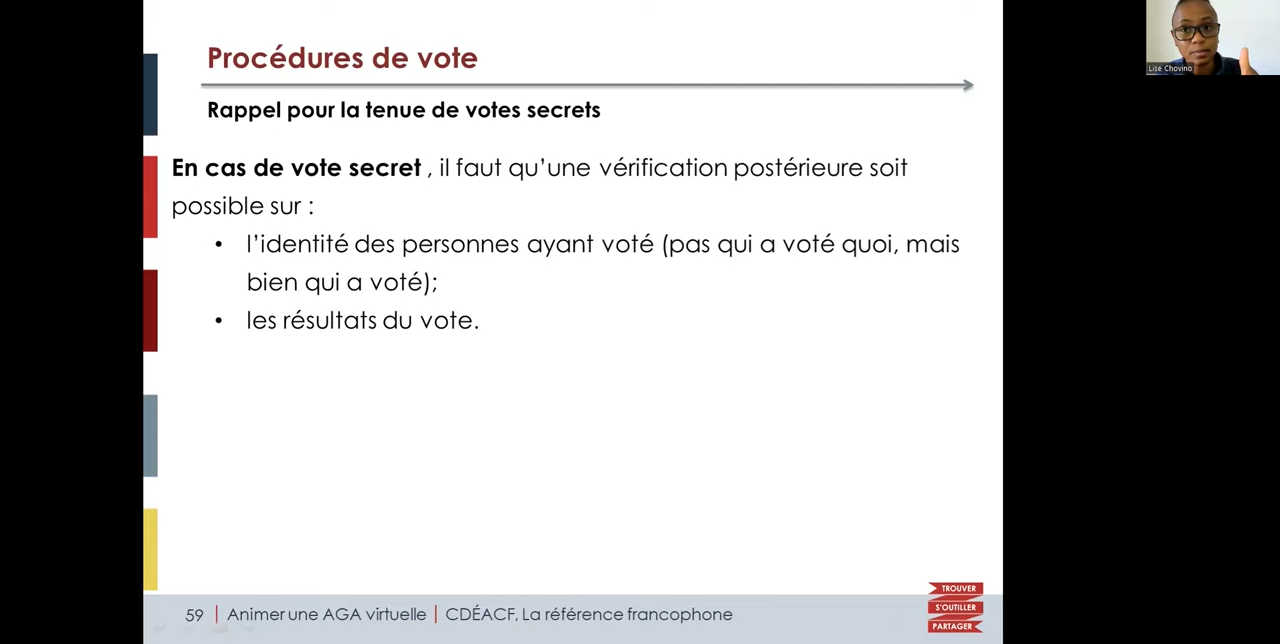 Procédures de vote
Rappel pour la tenue de votes secrets
En cas de vote secret , il faut qu’une vérification postérieure soit
possible sur :
• l’identité des personnes ayant voté (pas qui a voté quoi, mais
bien qui a voté);
• les résultats du vote.
59 | Animer une AGA virtuelle | CDÉACF, La référence francophone
TROUVER
S'OUTILLER
PARTAGER
Lise Chovino